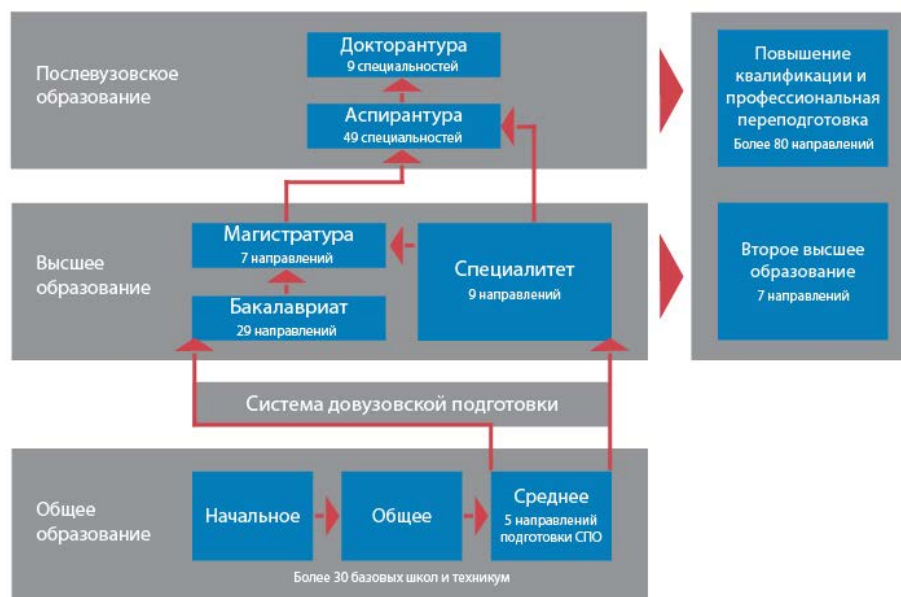 Послевузовское
образование
Докторантура
9 специальностей
Аспирантура
49 специальностей
Повышение
квалификации и
профессиональная
переподготовка
Более 80 направлений
Высшее
образование
Магистратура
7 направлений
Бакалавриат
29 направлений
Специалитет
9 направлений
Второе высшее
образование
7 направлений
Система довузовской подготовки
Общее
образование
Начальное
Общее
Среднее
5 направлений
подготовки СПО
Более 30 базовых школ и техникум